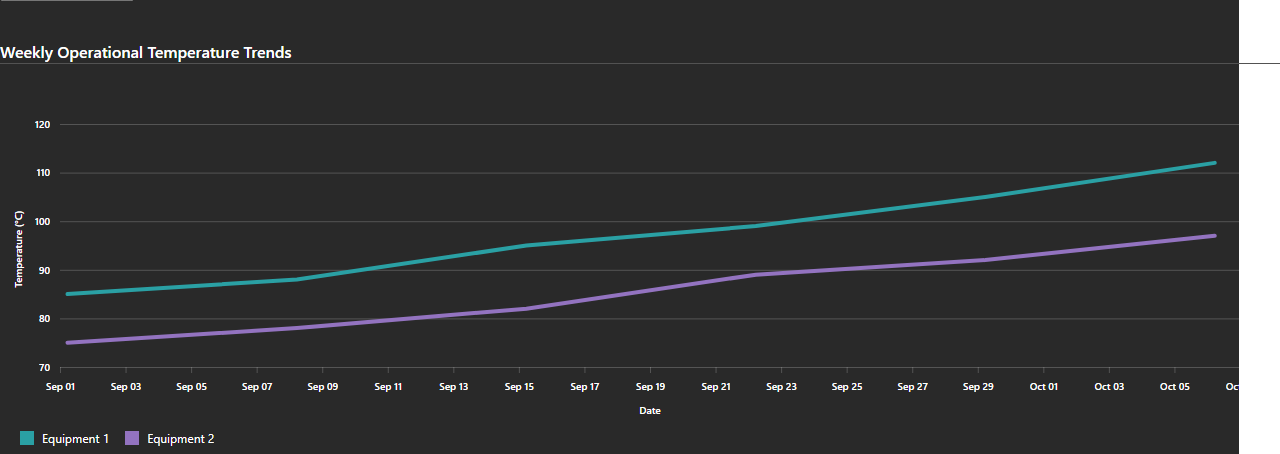 Weekly Operational Temperature Trends
120
110
100
90
80
70
Temperature (°C)
Sep 01 Sep 03 Sep 05 Sep 07 Sep 09 Sep 11 Sep 13 Sep 15 Sep 17 Sep 19 Sep 21 Sep 23 Sep 25 Sep 27 Sep 29 Oct 01 Oct 03 Oct 05
Date
Equipment 1 Equipment 2